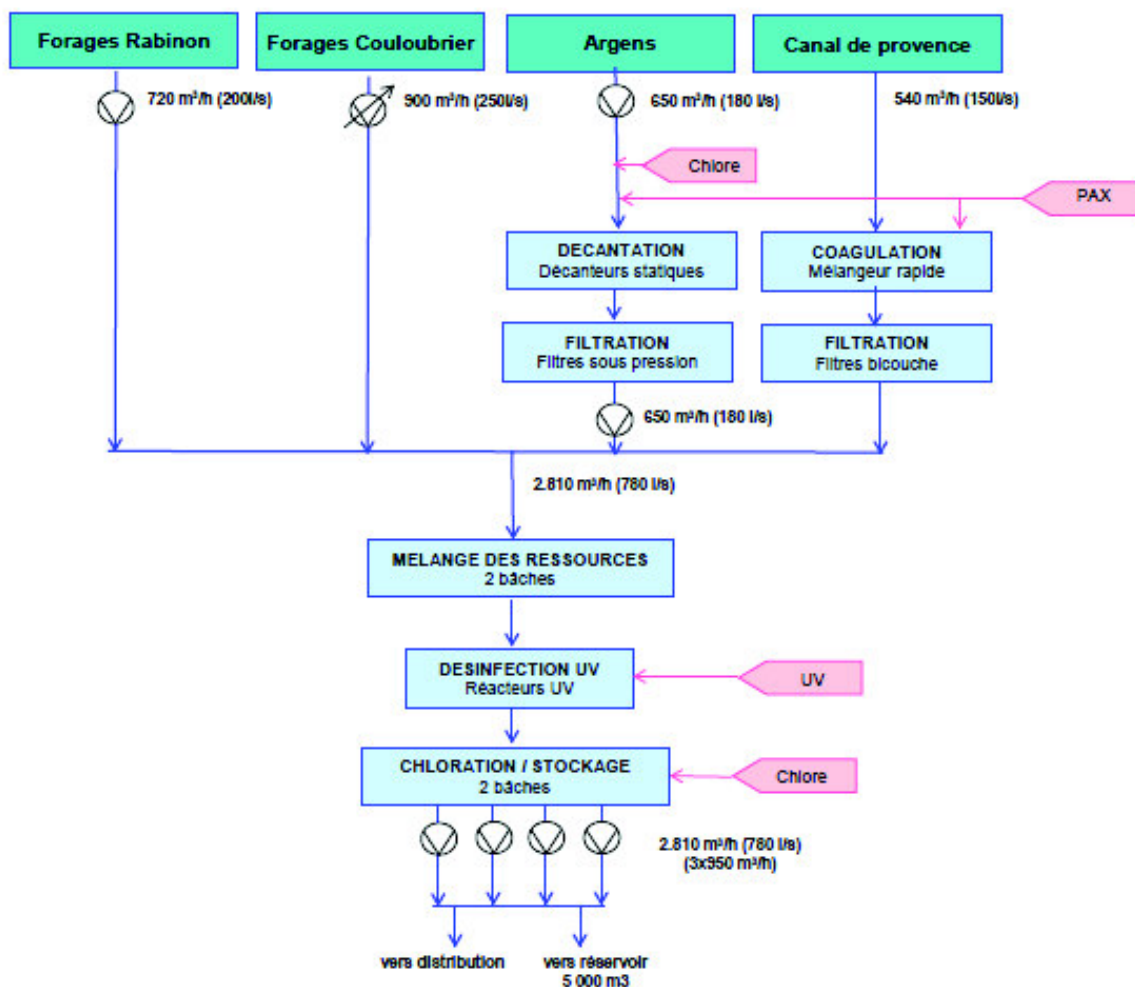 Forages Rabinon
Forages Couloubrier
Argens
Canal de provence
720 m³/h (200l/s)
900 m³/h (250l/s)
650 m³/h (180 l/s)
540 m³/h (150l/s)
Chlore
PAX
DECANTATION
Décanteurs statiques
COAGULATION
Mélangeur rapide
FILTRATION
Filtres sous pression
FILTRATION
Filtres bicouche
650 m³/h (180 l/s)
2.810 m³/h (780 l/s)
MELANGE DES RESSOURCES
2 bâches
DESINFECTION UV
Réacteurs UV
UV
CHLORATION / STOCKAGE
2 bâches
Chlore
2.810 m³/h (780 l/s)
(3x950 m³/h)
vers distribution
vers réservoir
5 000 m3